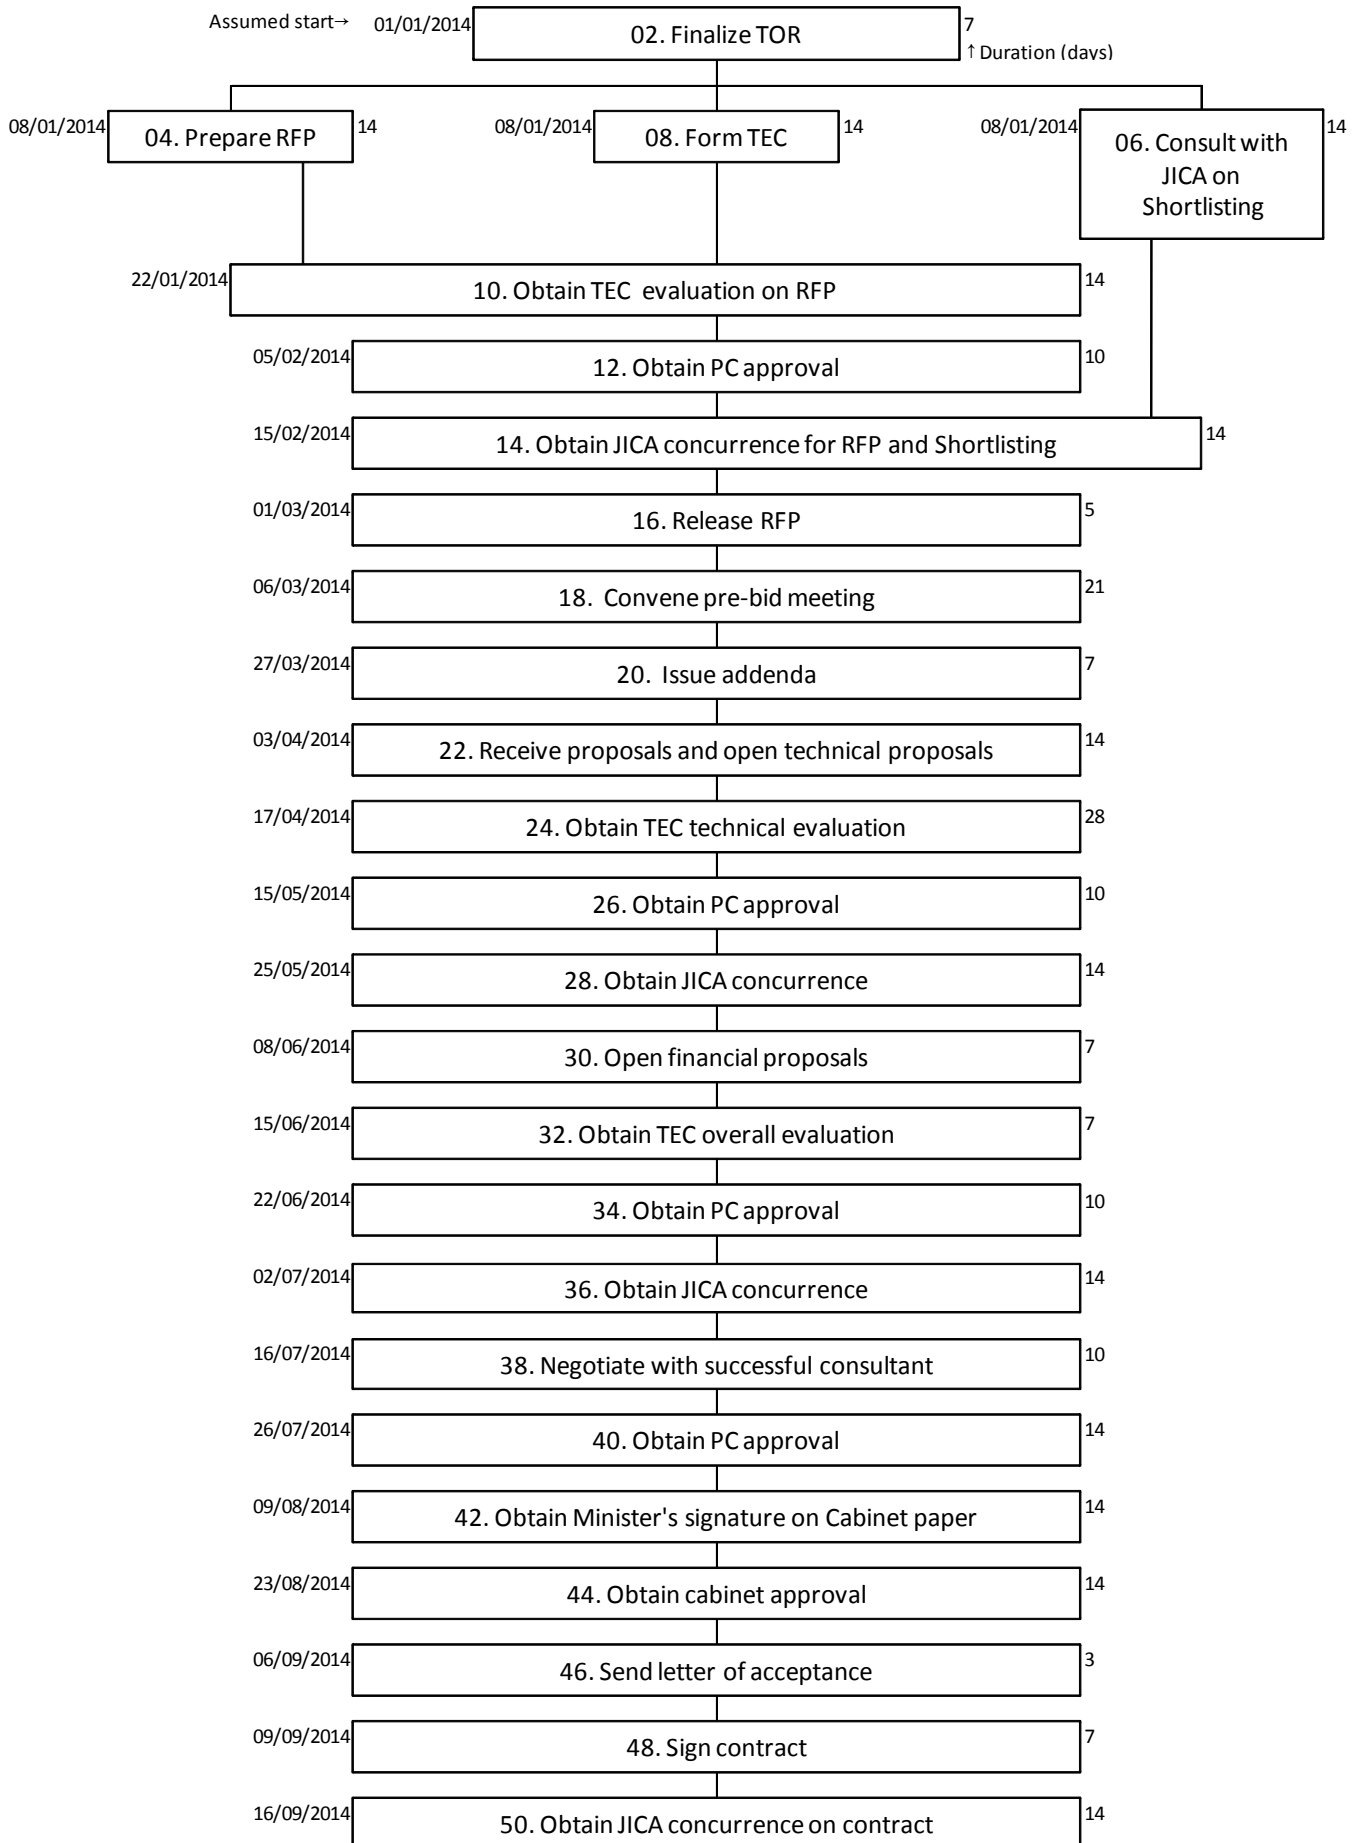 Assumed start→ 01/01/2014 02. Finalize TOR 7
↑Duration (days)
08/01/2014 04. Prepare RFP 14 08/01/2014 08. Form TEC 14 08/01/2014 06. Consult with 14
JICA on
Shortlisting
22/01/2014 10. Obtain TEC evaluation on RFP 14
05/02/2014 12. Obtain PC approval 10
15/02/2014 14. Obtain JICA concurrence for RFP and Shortlisting 14
01/03/2014 16. Release RFP 5
06/03/2014 18. Convene pre-bid meeting 21
27/03/2014 20. Issue addenda 7
03/04/2014 22. Receive proposals and open technical proposals 14
17/04/2014 24. Obtain TEC technical evaluation 28
15/05/2014 26. Obtain PC approval 10
25/05/2014 28. Obtain JICA concurrence 14
08/06/2014 30. Open financial proposals 7
15/06/2014 32. Obtain TEC overall evaluation 7
22/06/2014 34. Obtain PC approval 10
02/07/2014 36. Obtain JICA concurrence 14
16/07/2014 38. Negotiate with successful consultant 10
26/07/2014 40. Obtain PC approval 14
09/08/2014 42. Obtain Minister's signature on Cabinet paper 14
23/08/2014 44. Obtain cabinet approval 14
06/09/2014 46. Send letter of acceptance 3
09/09/2014 48. Sign contract 7
16/09/2014 50. Obtain JICA concurrence on contract 14